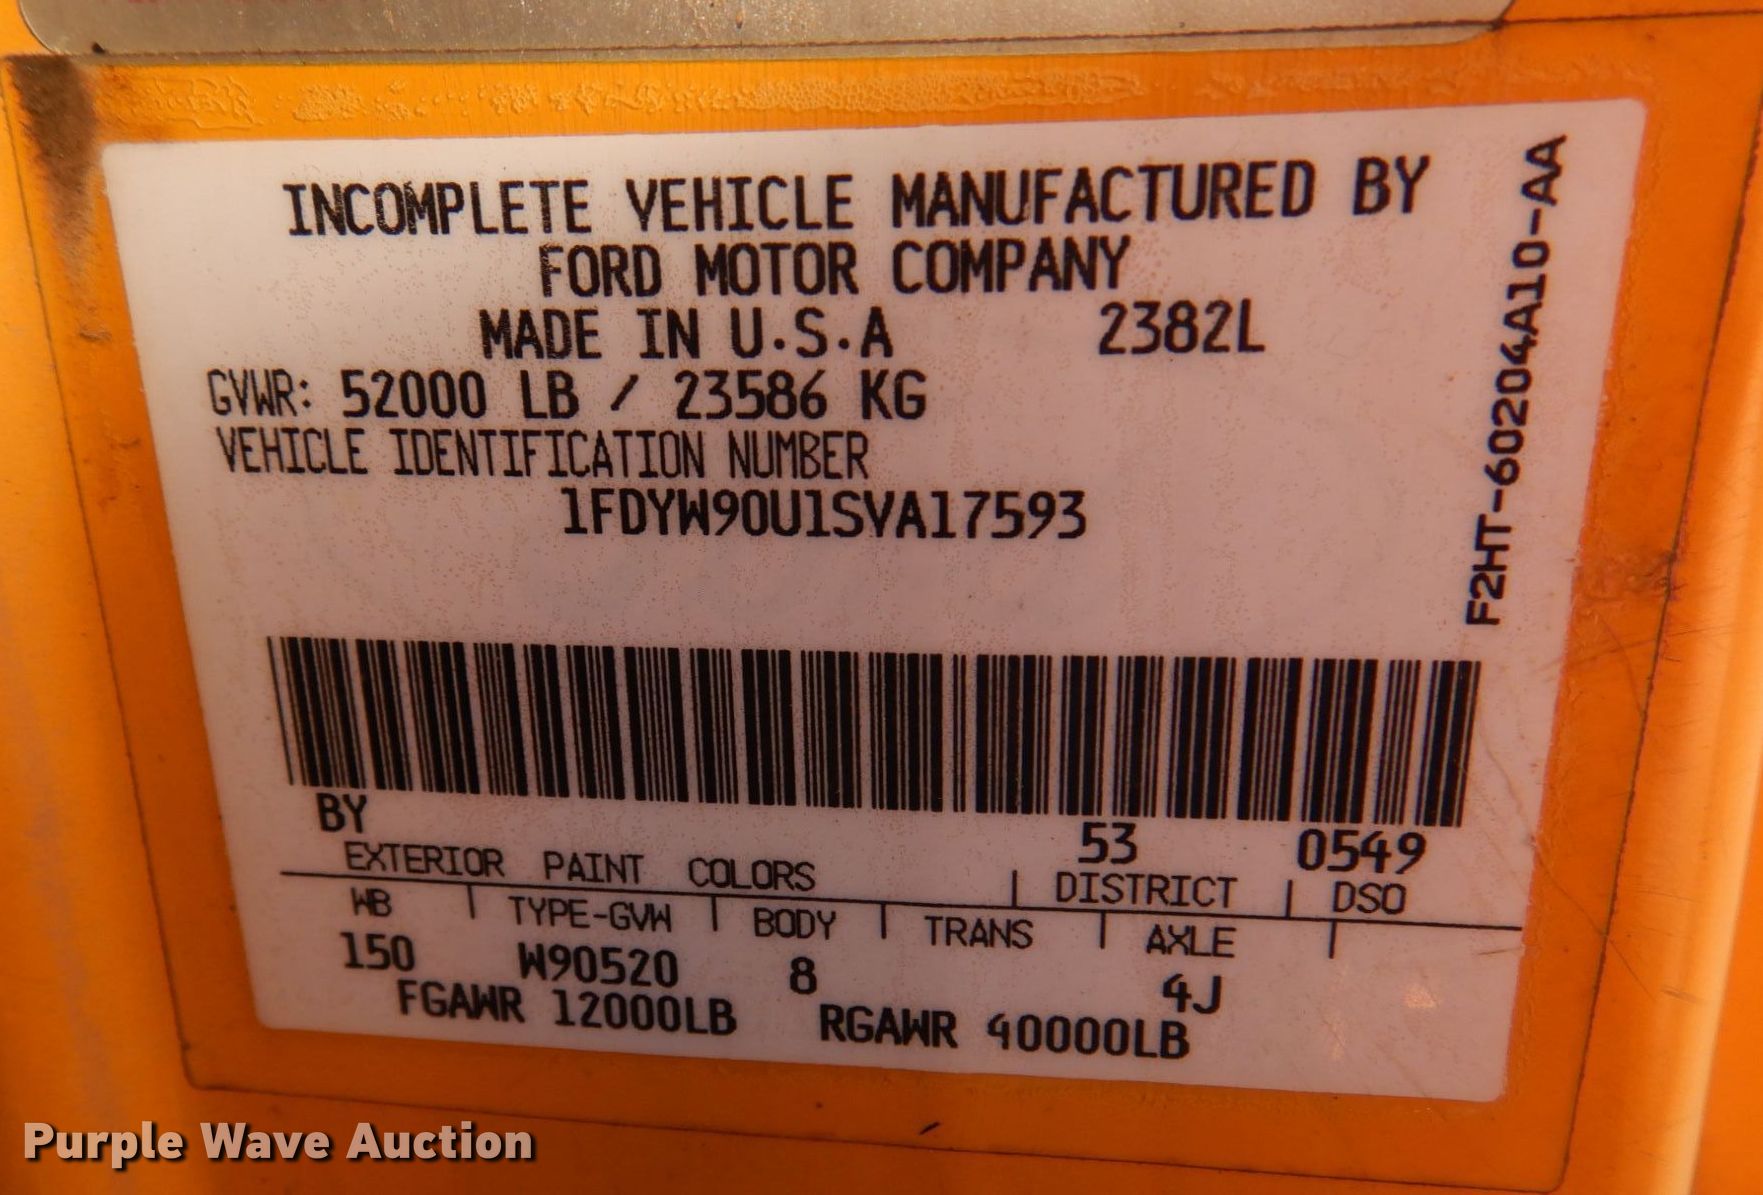 INCOMPLETE VEHICLE MANUFACTURED BY
FORD MOTOR COMPANY
MADE IN U.S.A 2382L
GVWR: 52000 LB / 23586 KG
VEHICLE IDENTIFICATION NUMBER
1FDYW90U1SVA17593
F2HT-60204A10-AA
BY 53 0549
EXTERIOR PAINT COLORS | DISTRICT | DSO
WB | TYPE-GVW | BODY | TRANS | AXLE |
150 W90520 8 4J
FGAWR 12000LB RGAWR 40000LB
Purple Wave Auction